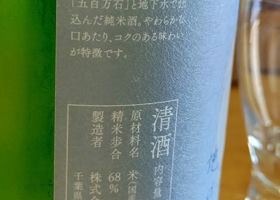 「五百万石」と地下水で仕
込んだ純米酒。やわらかな
口あたり、コクのある味わい
が特徴です。
清酒 内容量
原材料名 米(国
精米歩合 68%
製造者 株式会
千葉県